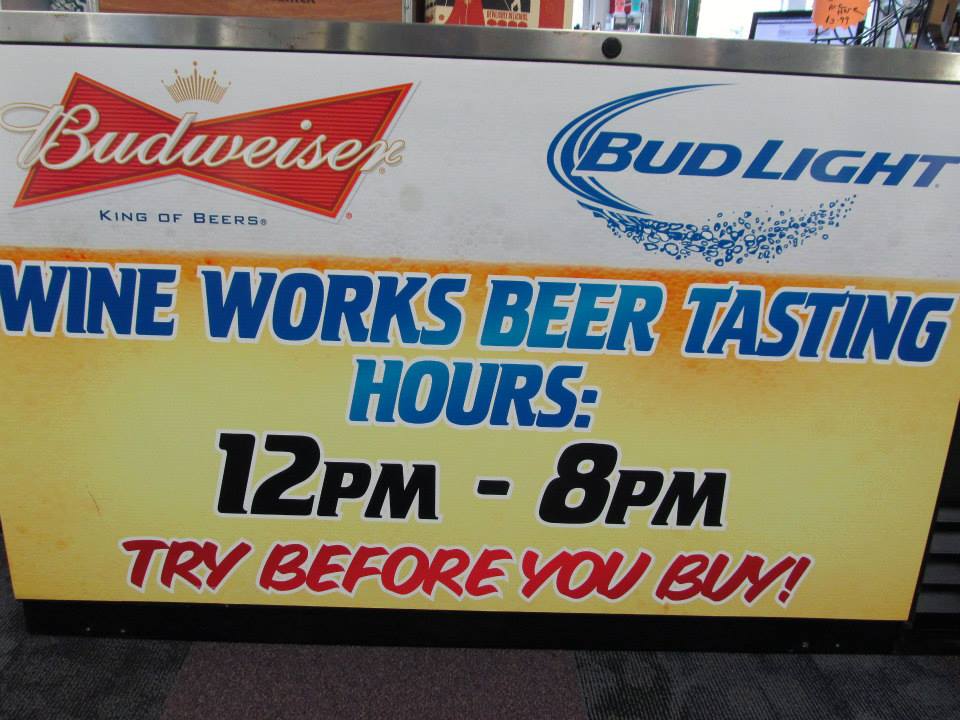 Budweiser
KING OF BEERS®
BUD LIGHT
WINE WORKS BEER TASTING
HOURS:
12PM - 8PM
TRY BEFORE YOU BUY!